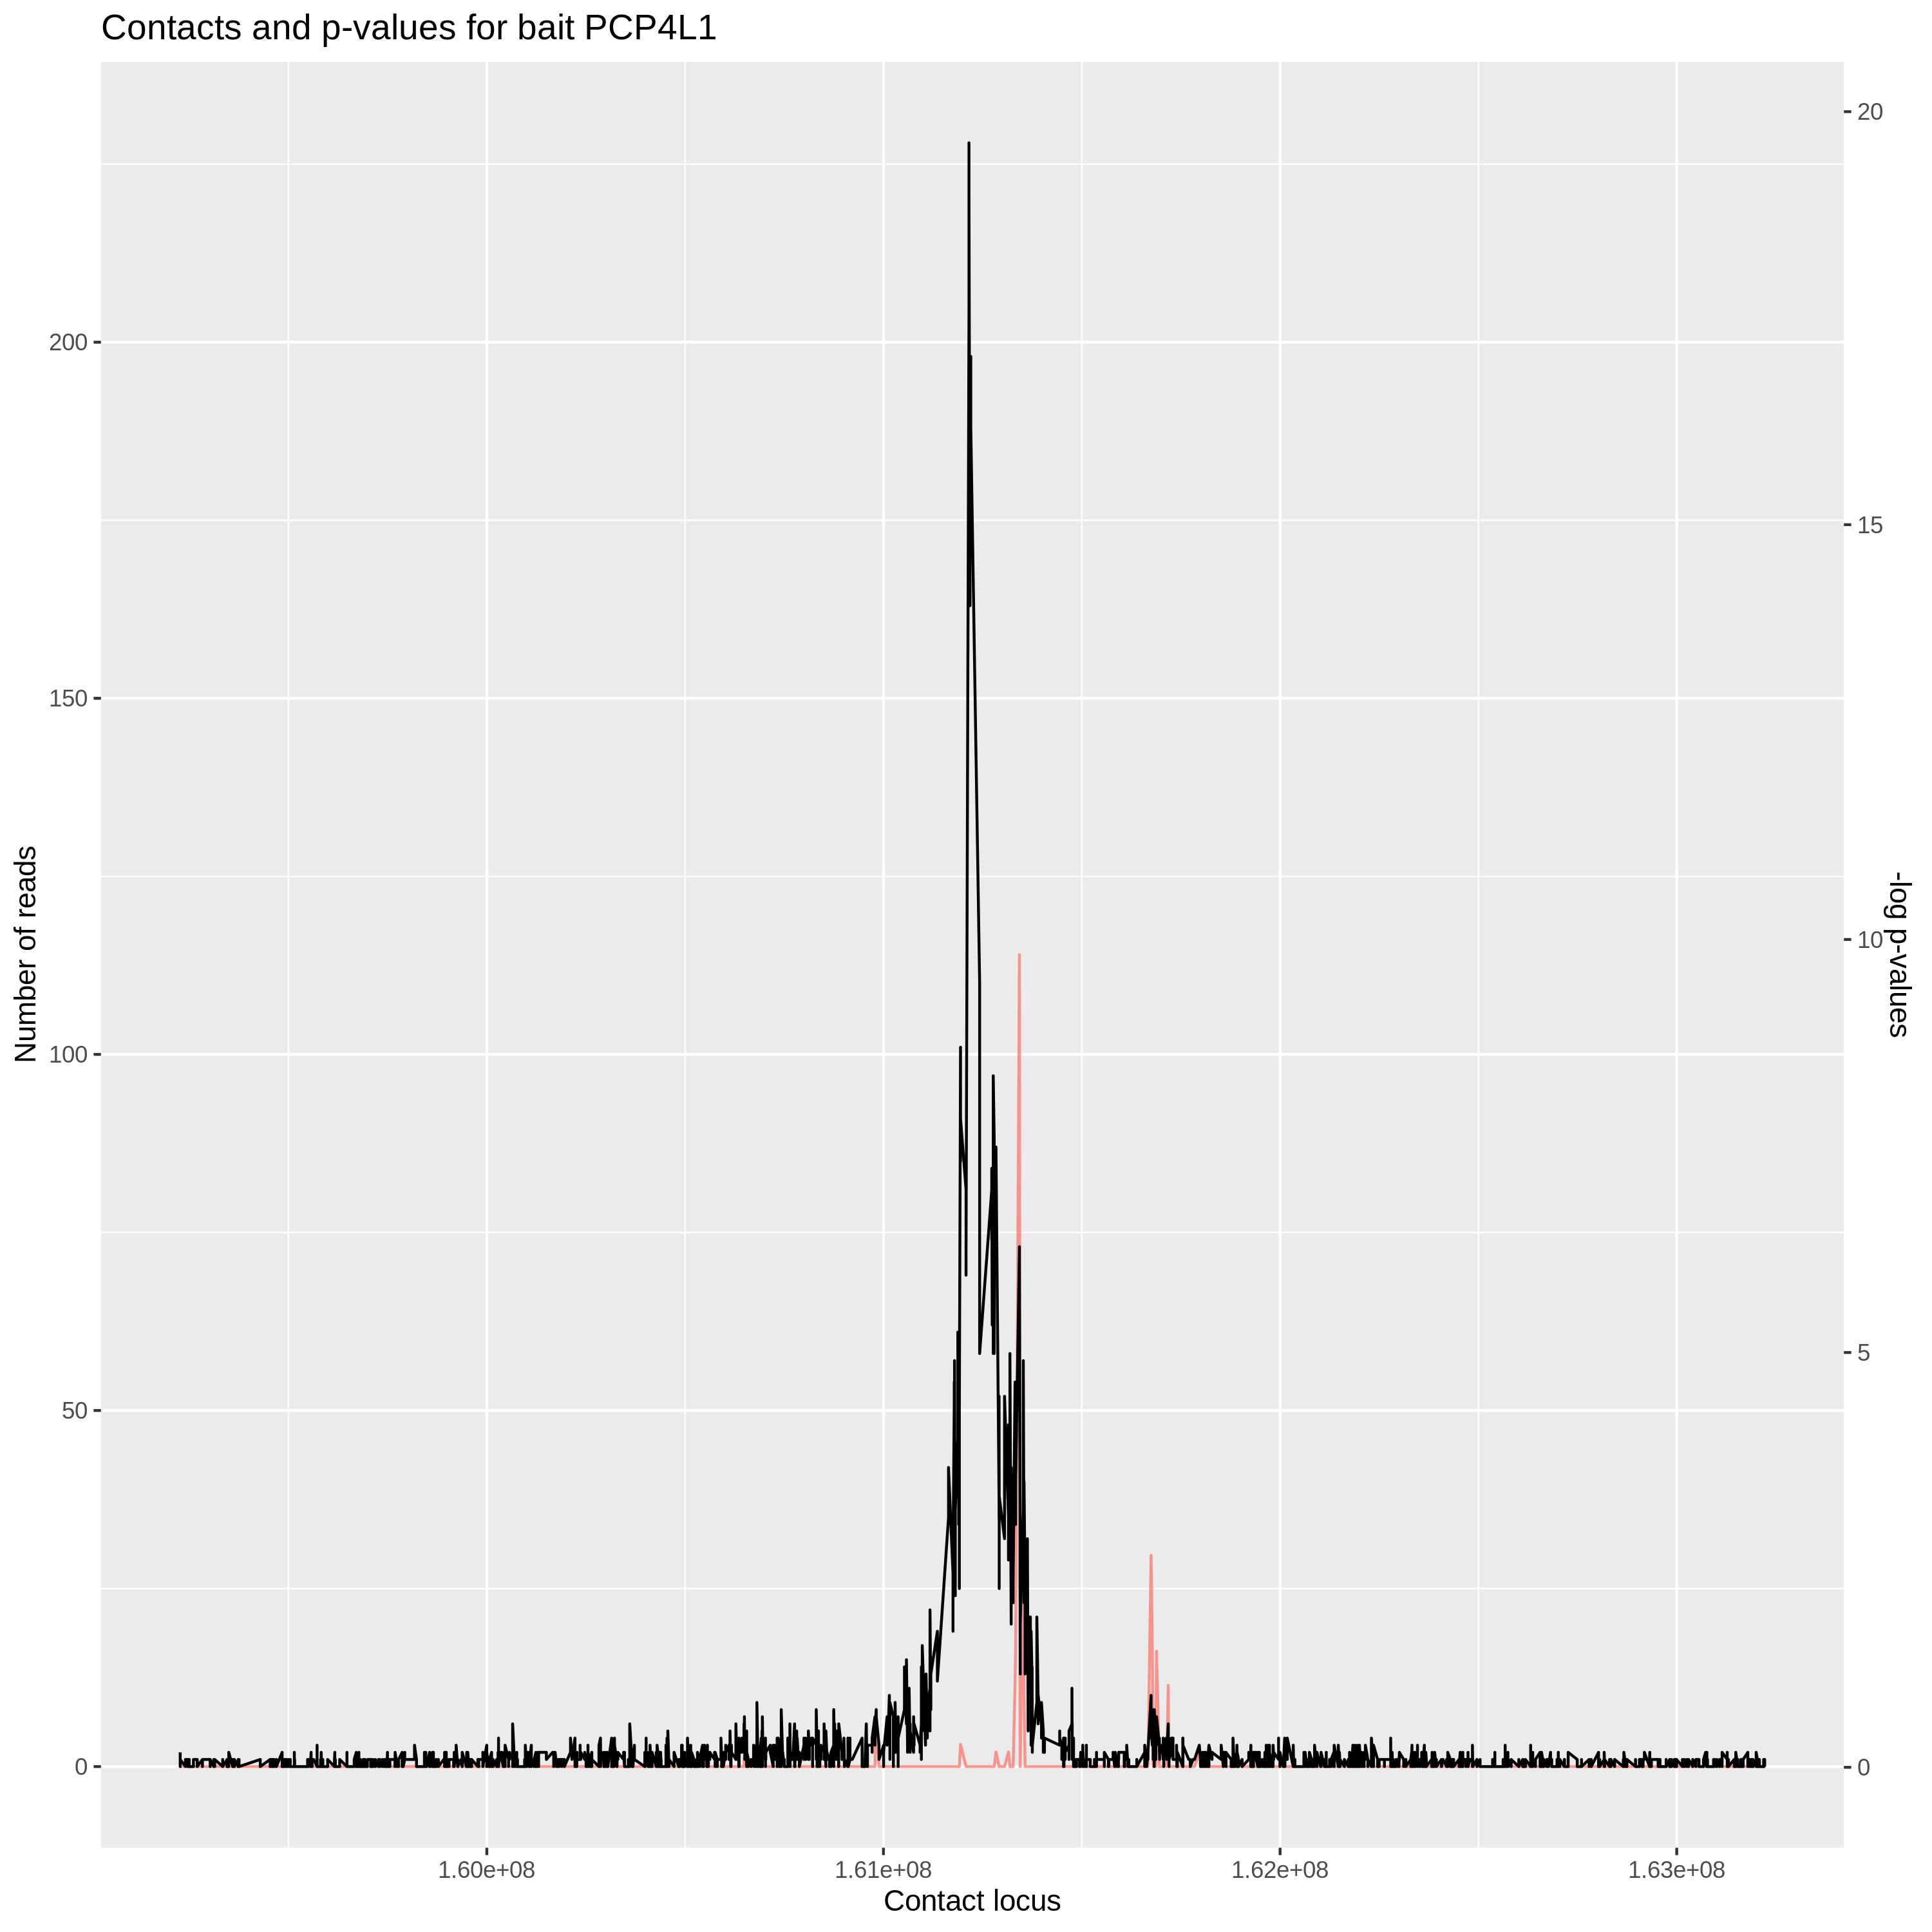 Contacts and p-values for bait PCP4L1
Number of reads
200
150
100
50
0
20
15
10
5
0
-log p-values
1.60e+08
1.61e+08
1.62e+08
1.63e+08
Contact locus